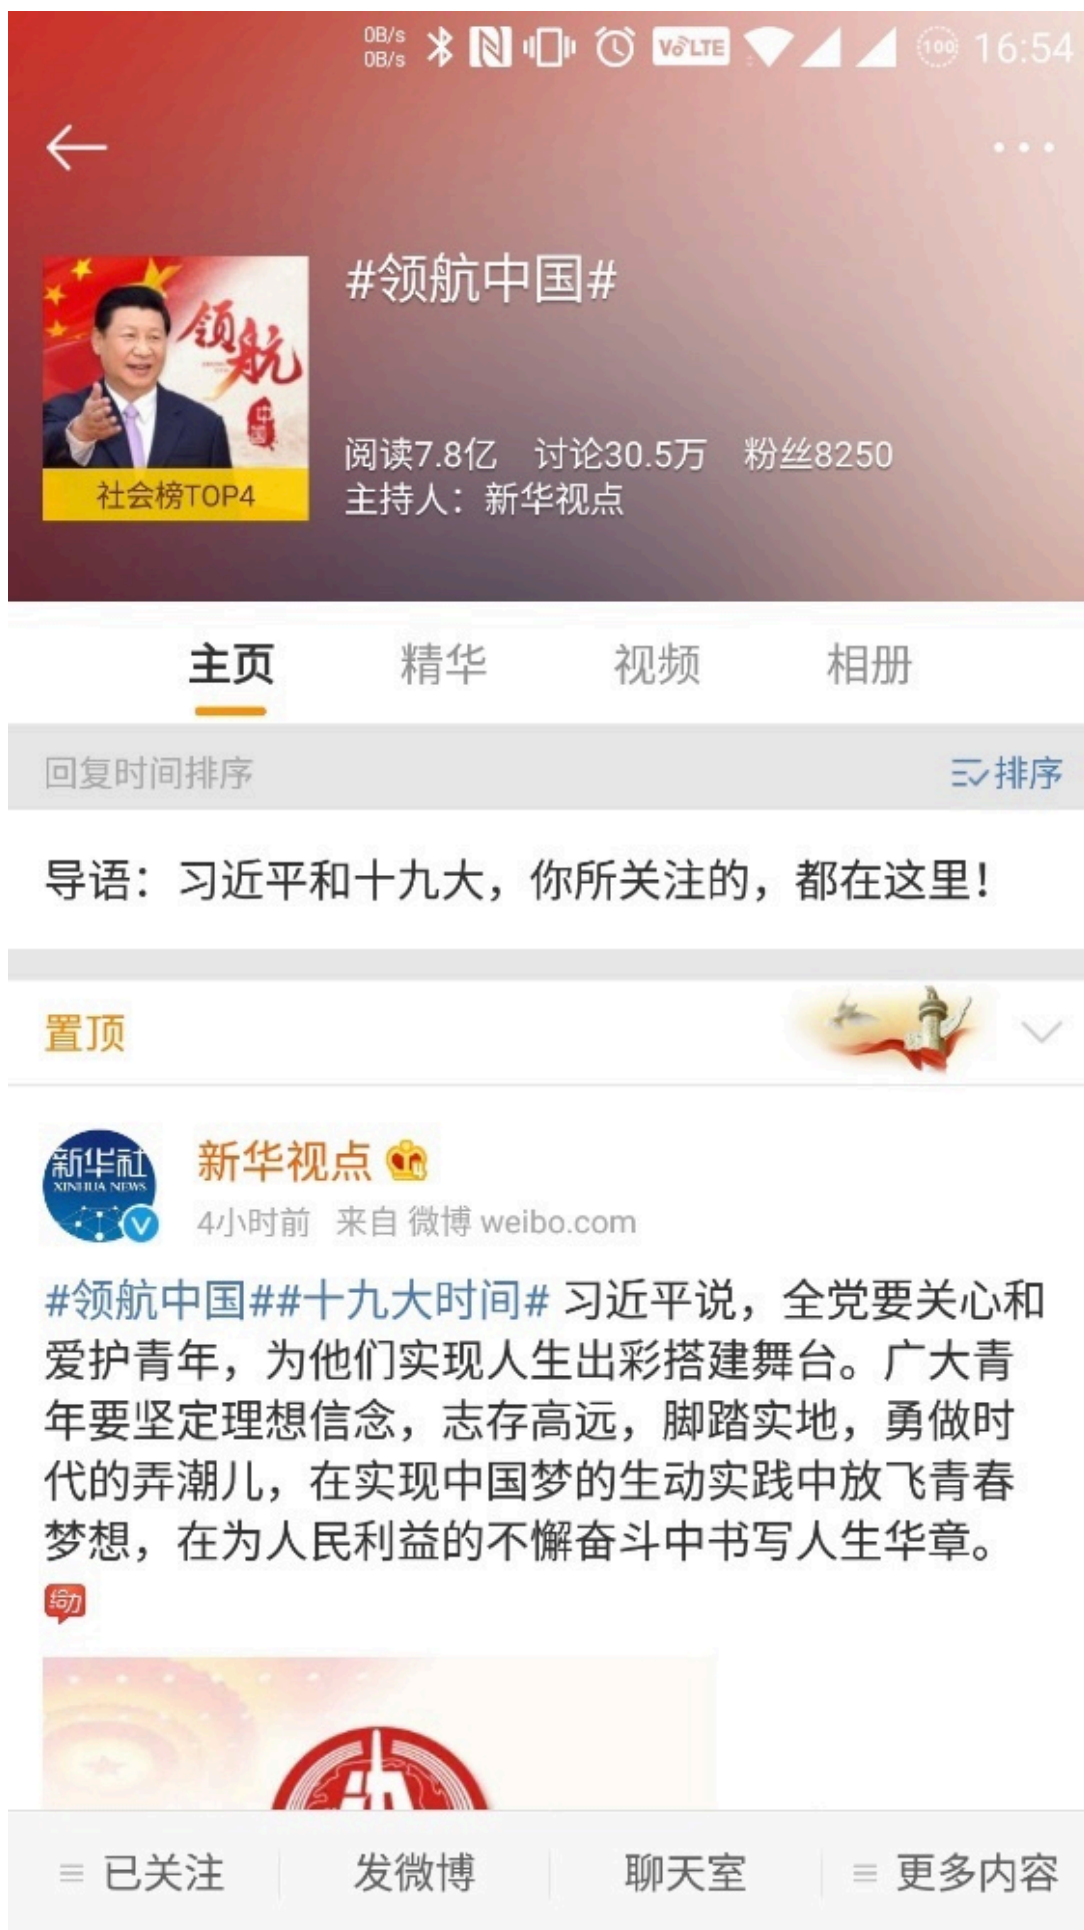 0B/s
0B/s
VoLTE
100
16:54
#领航中国#
领航
中国
社会榜TOP4
阅读7.8亿 讨论30.5万 粉丝8250
主持人：新华视点
主页 精华 视频 相册
回复时间排序 排序
导语：习近平和十九大，你所关注的，都在这里！
置顶
新华社
XINHUA NEWS
新华视点
4小时前 来自 微博 weibo.com
#领航中国##十九大时间# 习近平说，全党要关心和
爱护青年，为他们实现人生出彩搭建舞台。广大青
年要坚定理想信念，志存高远，脚踏实地，勇做时
代的弄潮儿，在实现中国梦的生动实践中放飞青春
梦想，在为人民利益的不懈奋斗中书写人生华章。
给力
已关注 发微博 聊天室 更多内容